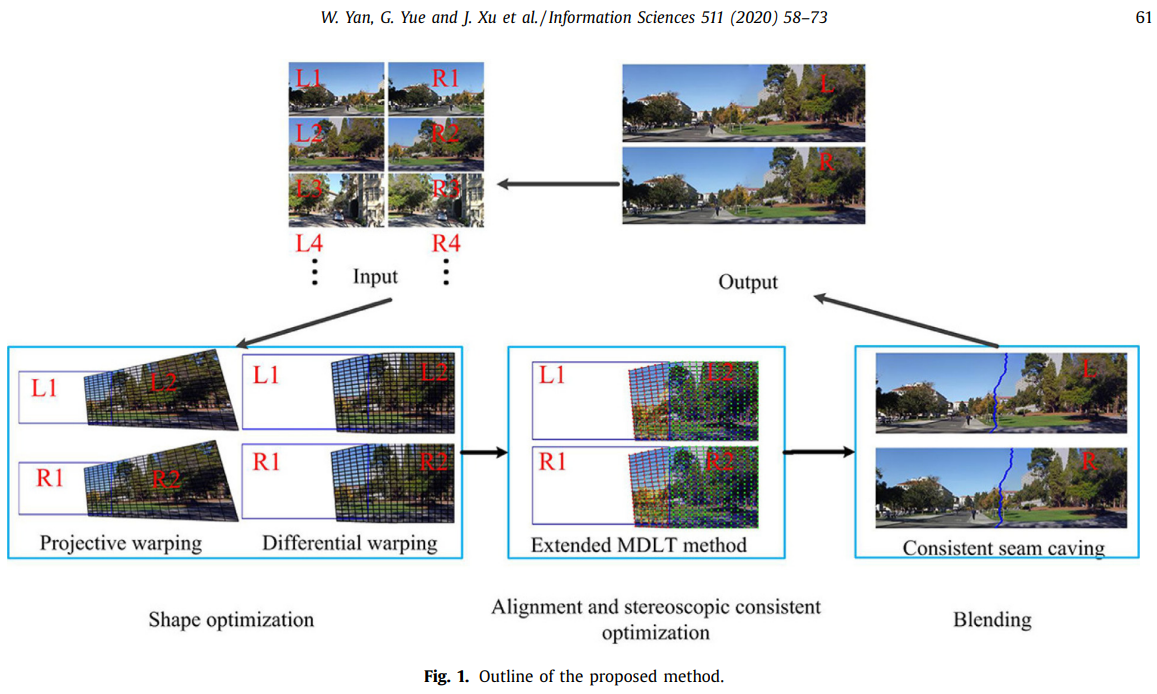 W. Yan, G. Yue and J. Xu et al. / Information Sciences 511 (2020) 58–73
61
L1
R1
L2
R2
L3
R3
L4
R4
Input
L
R
Output
L1
L2
R1
R2
Projective warping
L1
L2
R1
R2
Differential warping
Shape optimization
L1
L2
R1
R2
Extended MDLT method
Alignment and stereoscopic consistent
optimization
L
R
Consistent seam caving
Blending
Fig. 1. Outline of the proposed method.